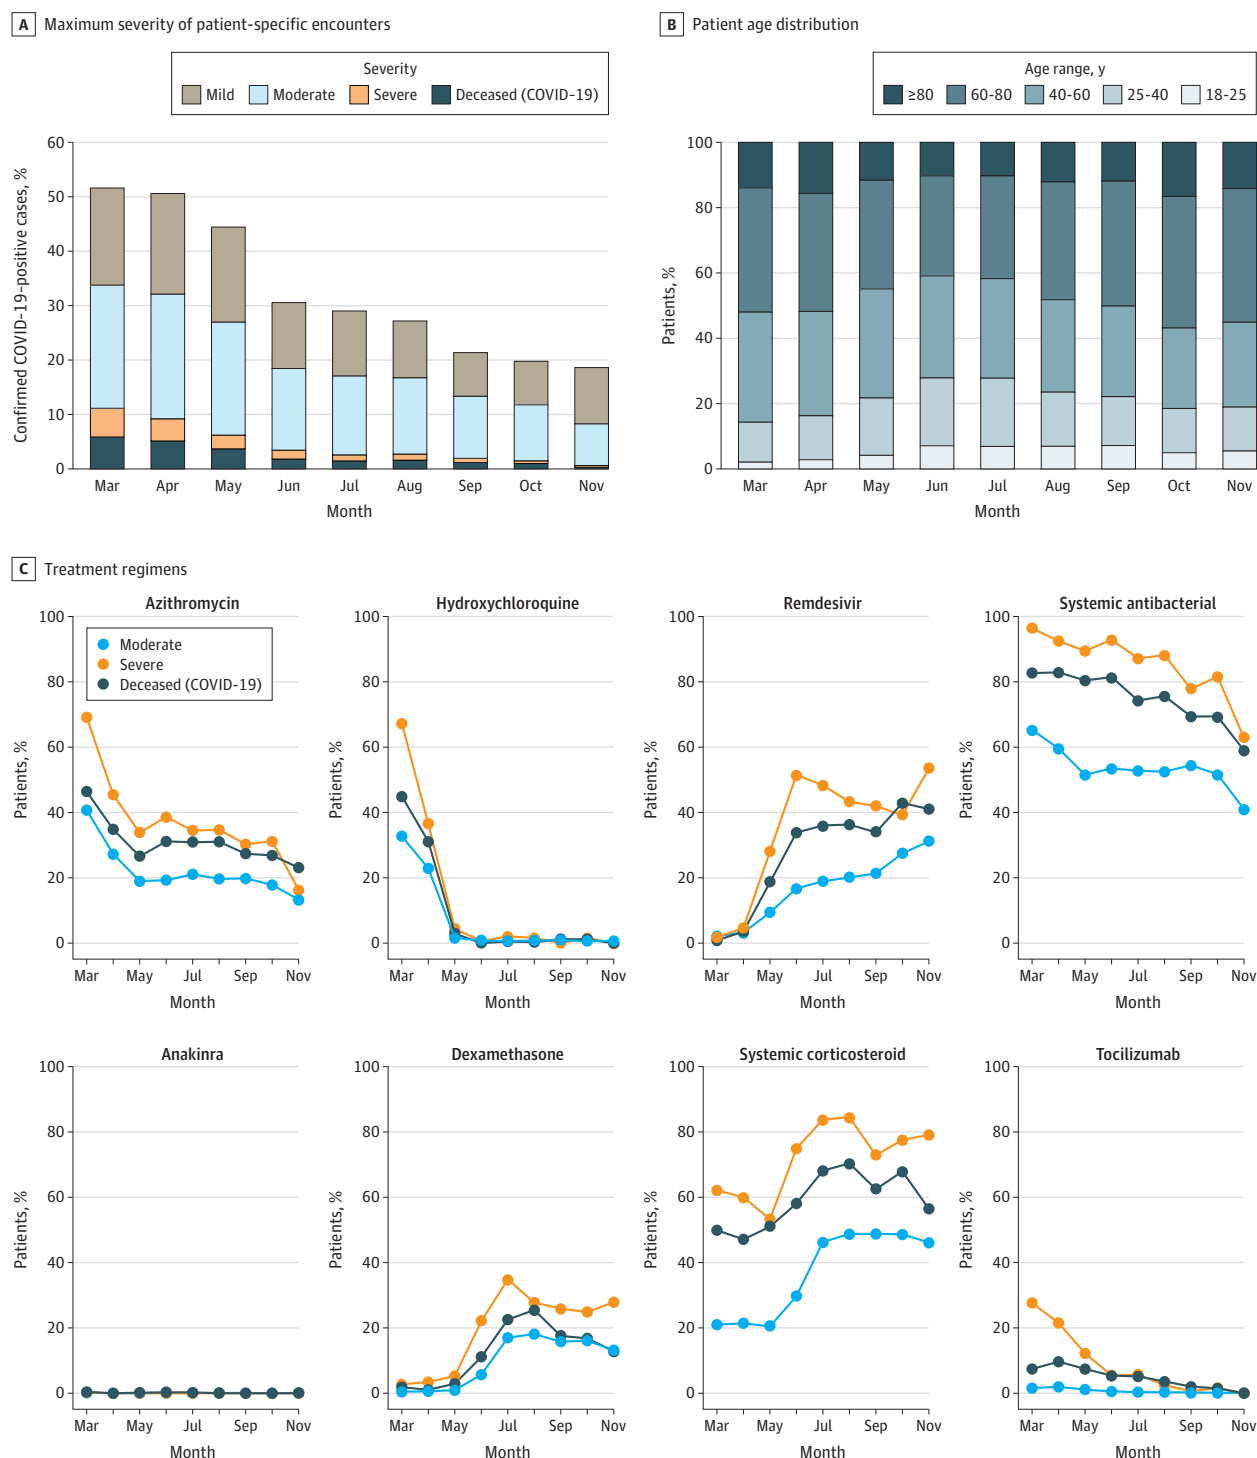 A Maximum severity of patient-specific encounters
Severity
Mild Moderate Severe Deceased (COVID-19)
Confirmed COVID-19-positive cases, %
60
50
40
30
20
10
0
Mar Apr May Jun Jul Aug Sep Oct Nov
Month
B Patient age distribution
Age range, y
≥80 60-80 40-60 25-40 18-25
Patients, %
100
80
60
40
20
0
Mar Apr May Jun Jul Aug Sep Oct Nov
Month
C Treatment regimens
Azithromycin
Moderate
Severe
Deceased (COVID-19)
Patients, %
100
80
60
40
20
0
Mar May Jul Sep Nov
Month
Hydroxychloroquine
Patients, %
100
80
60
40
20
0
Mar May Jul Sep Nov
Month
Remdesivir
Patients, %
100
80
60
40
20
0
Mar May Jul Sep Nov
Month
Systemic antibacterial
Patients, %
100
80
60
40
20
0
Mar May Jul Sep Nov
Month
Anakinra
Patients, %
100
80
60
40
20
0
Mar May Jul Sep Nov
Month
Dexamethasone
Patients, %
100
80
60
40
20
0
Mar May Jul Sep Nov
Month
Systemic corticosteroid
Patients, %
100
80
60
40
20
0
Mar May Jul Sep Nov
Month
Tocilizumab
Patients, %
100
80
60
40
20
0
Mar May Jul Sep Nov
Month